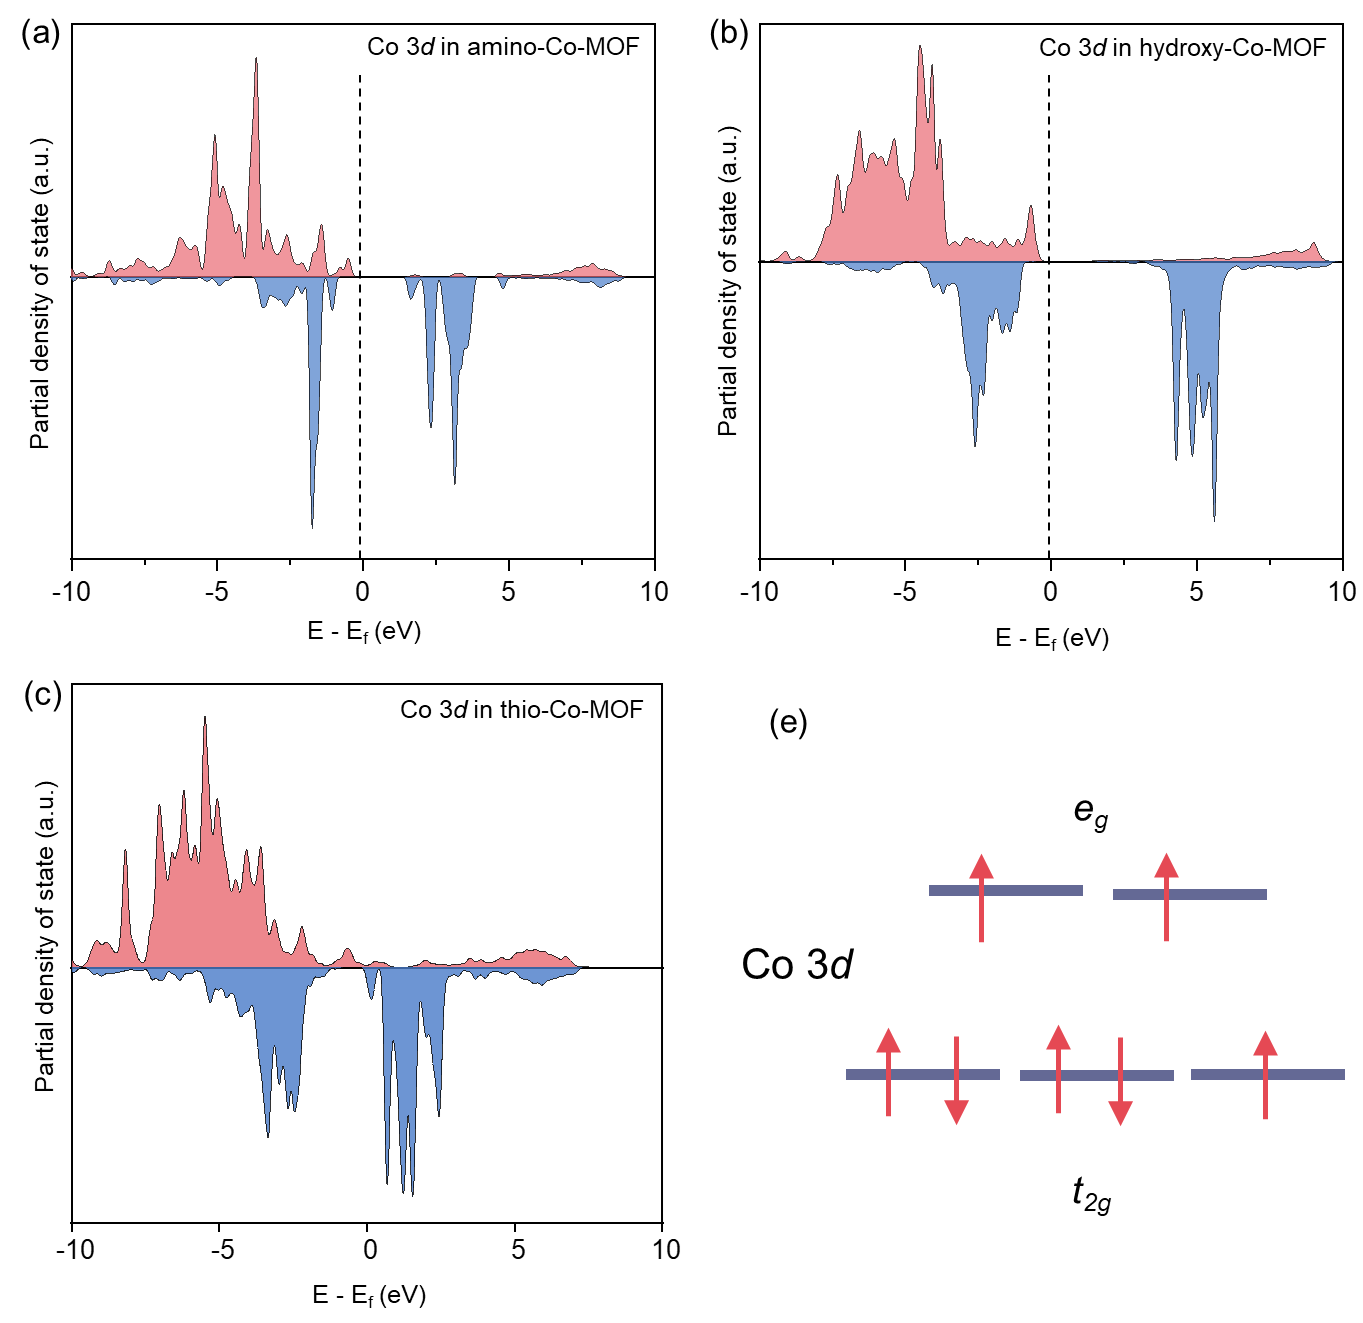 (a)
Co 3d in amino-Co-MOF
Partial density of state (a.u.)
-10 -5 0 5 10
E - Ef (eV)
(b)
Co 3d in hydroxy-Co-MOF
Partial density of state (a.u.)
-10 -5 0 5 10
E - Ef (eV)
(c)
Co 3d in thio-Co-MOF
Partial density of state (a.u.)
-10 -5 0 5 10
E - Ef (eV)
(e)
eg
Co 3d
t2g